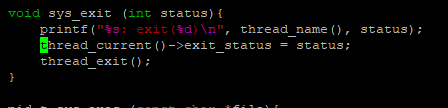 void sys_exit (int status){
printf("%s: exit(%d)\n", thread_name(), status);
thread_current()->exit_status = status;
thread_exit();
}